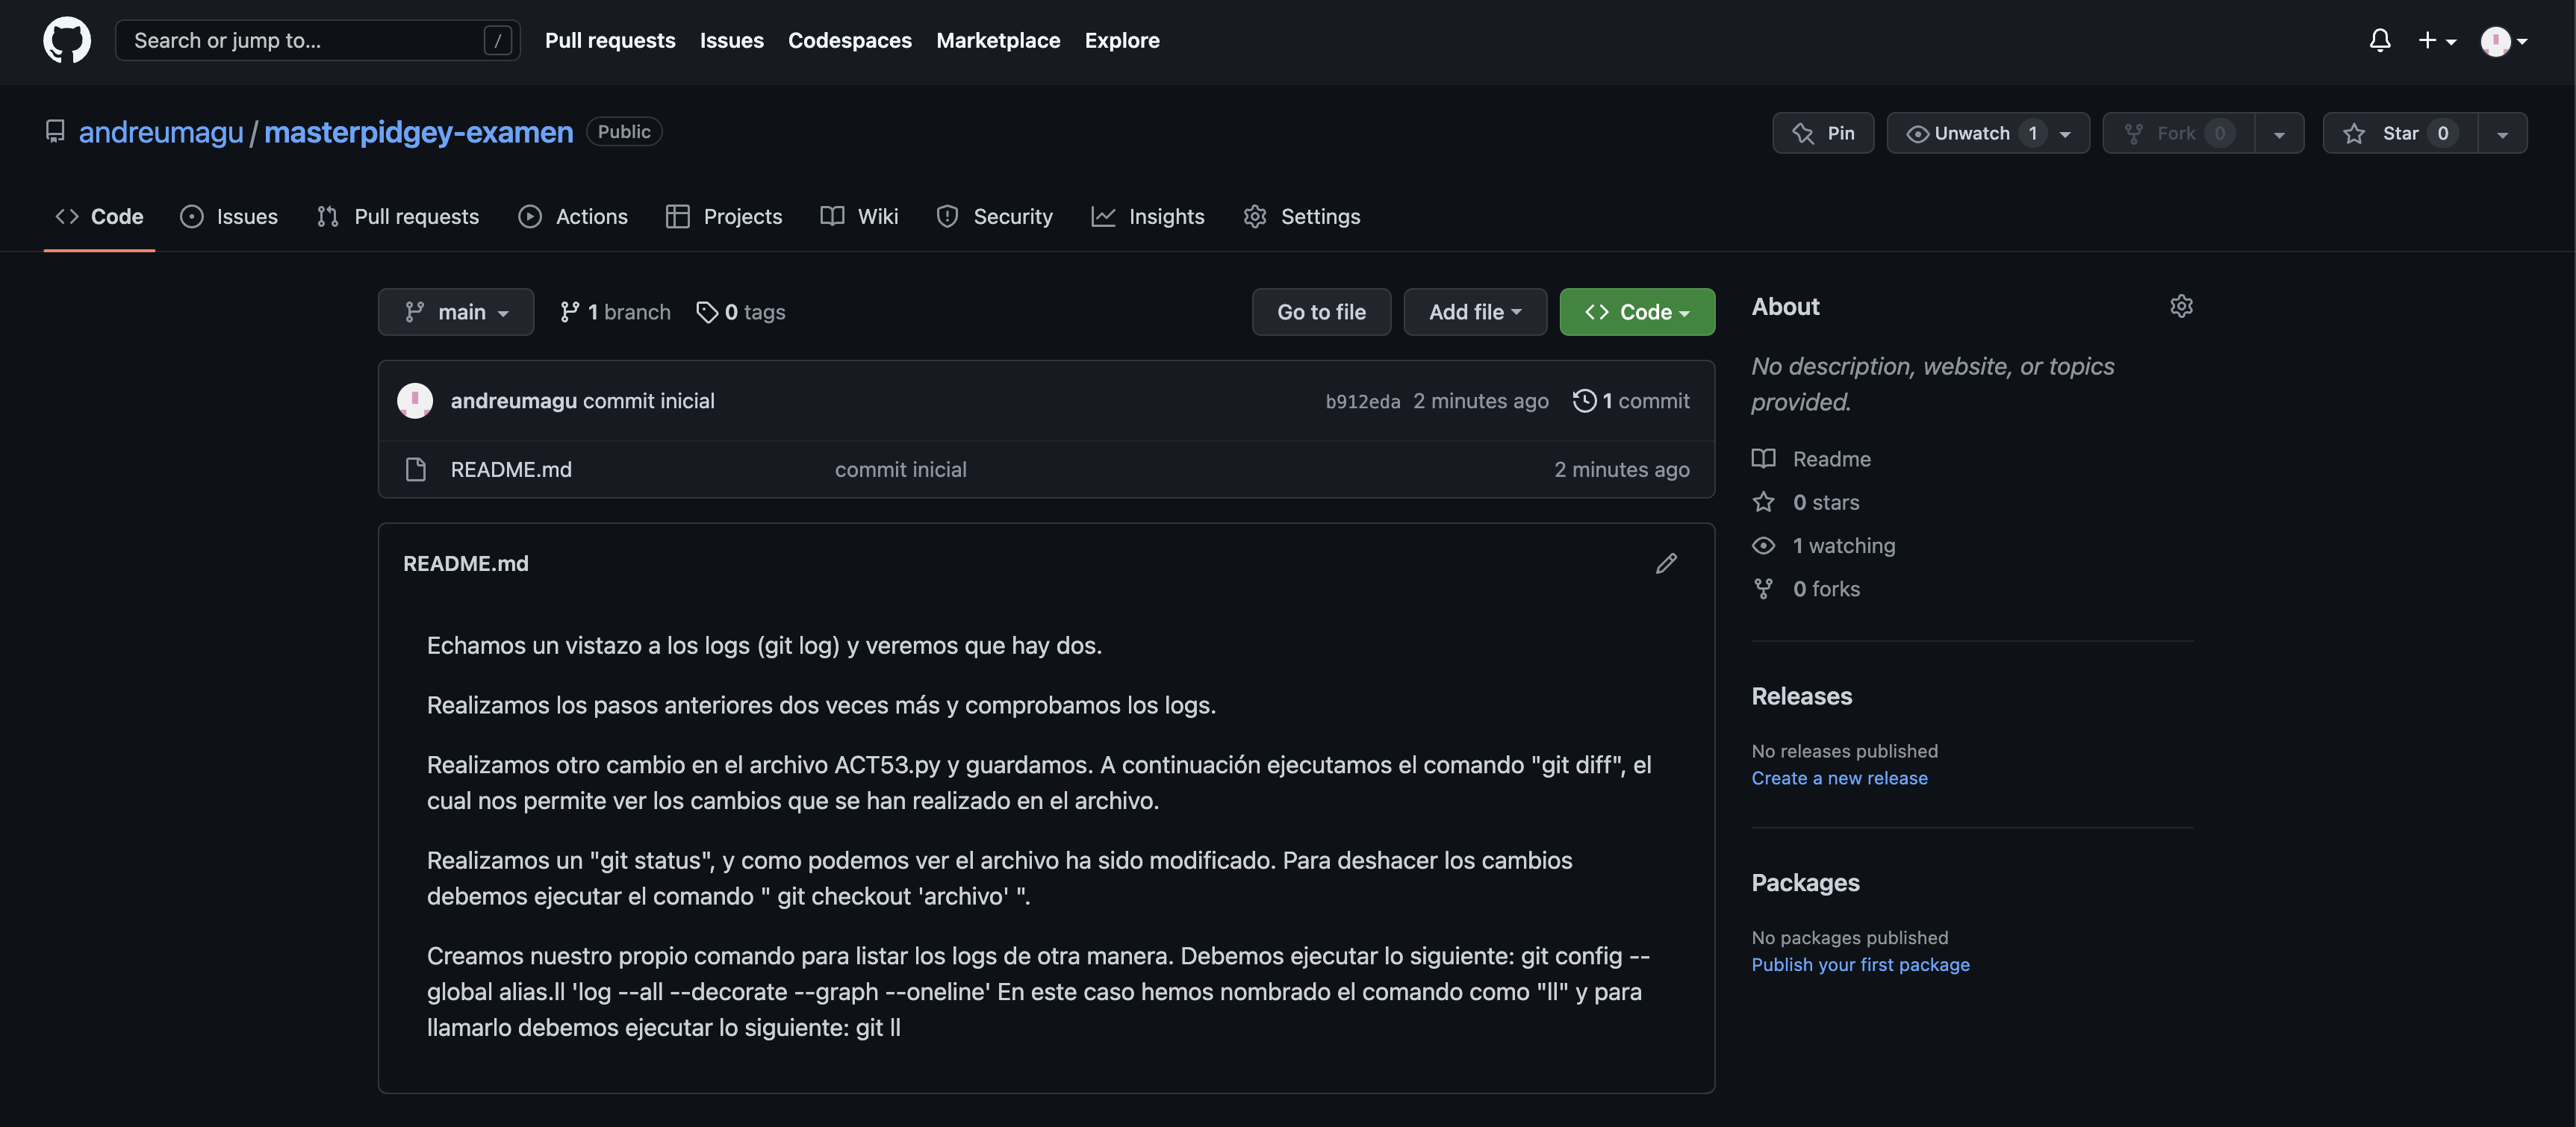 Search or jump to... /
Pull requests Issues Codespaces Marketplace Explore
andreumagu / masterpidgey-examen Public
Pin Unwatch 1 Fork 0 Star 0
Code Issues Pull requests Actions Projects Wiki Security Insights Settings
main 1 branch 0 tags Go to file Add file Code
andreumagu commit inicial b912eda 2 minutes ago 1 commit
README.md commit inicial 2 minutes ago
README.md
Echamos un vistazo a los logs (git log) y veremos que hay dos.
Realizamos los pasos anteriores dos veces más y comprobamos los logs.
Realizamos otro cambio en el archivo ACT53.py y guardamos. A continuación ejecutamos el comando "git diff", el
cual nos permite ver los cambios que se han realizado en el archivo.
Realizamos un "git status", y como podemos ver el archivo ha sido modificado. Para deshacer los cambios
debemos ejecutar el comando " git checkout 'archivo' ".
Creamos nuestro propio comando para listar los logs de otra manera. Debemos ejecutar lo siguiente: git config --
global alias.ll 'log --all --decorate --graph --oneline' En este caso hemos nombrado el comando como "ll" y para
llamarlo debemos ejecutar lo siguiente: git ll
About
No description, website, or topics
provided.
Readme
0 stars
1 watching
0 forks
Releases
No releases published
Create a new release
Packages
No packages published
Publish your first package